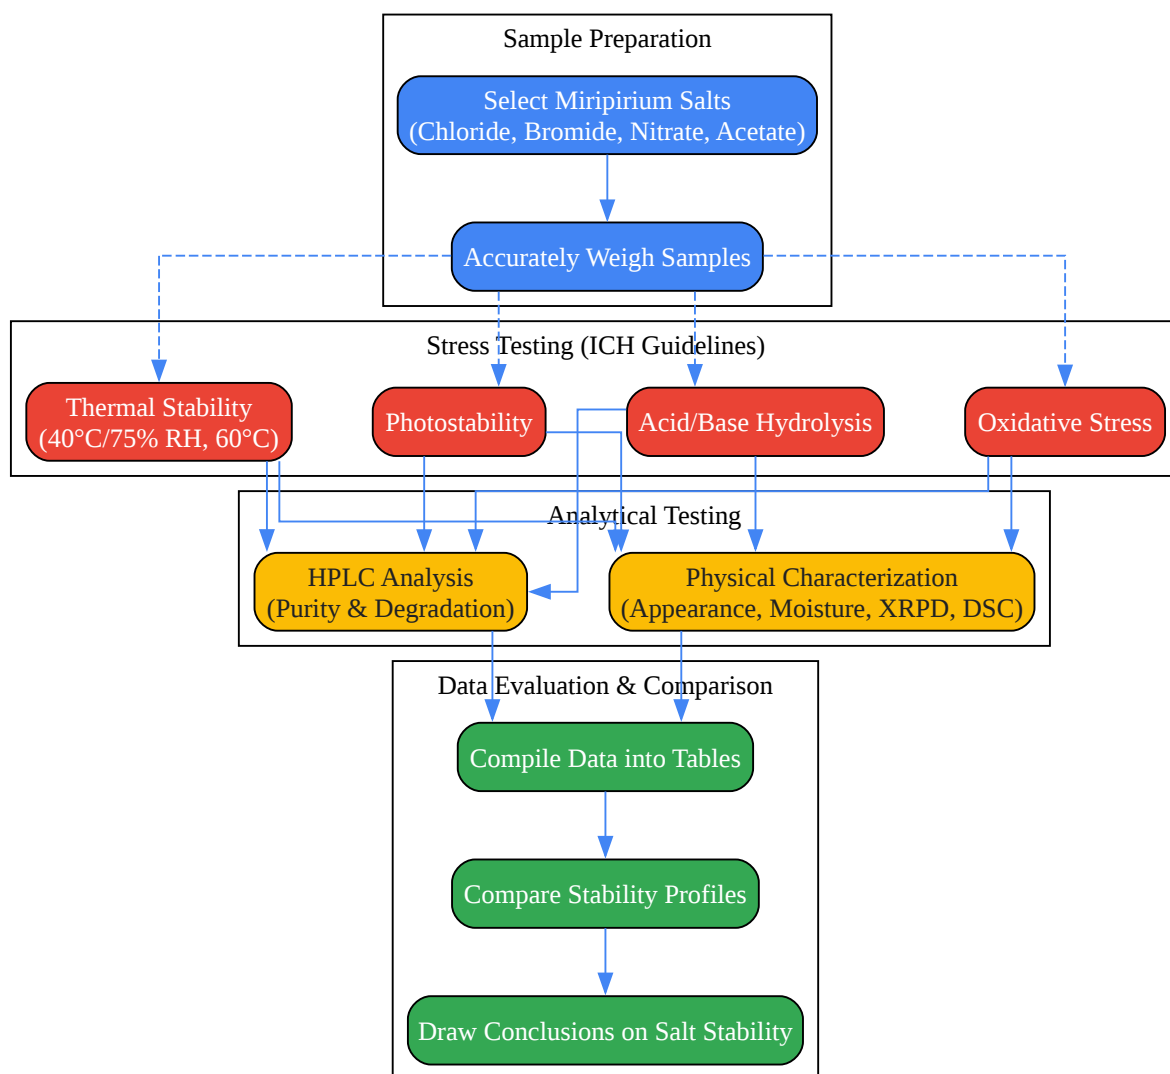 Sample Preparation
Select Miripirium Salts
(Chloride, Bromide, Nitrate, Acetate)
Accurately Weigh Samples
Stress Testing (ICH Guidelines)
Thermal Stability
(40°C/75% RH, 60°C)
Photostability
Acid/Base Hydrolysis
Oxidative Stress
Analytical Testing
HPLC Analysis
(Purity & Degradation)
Physical Characterization
(Appearance, Moisture, XRPD, DSC)
Data Evaluation & Comparison
Compile Data into Tables
Compare Stability Profiles
Draw Conclusions on Salt Stability